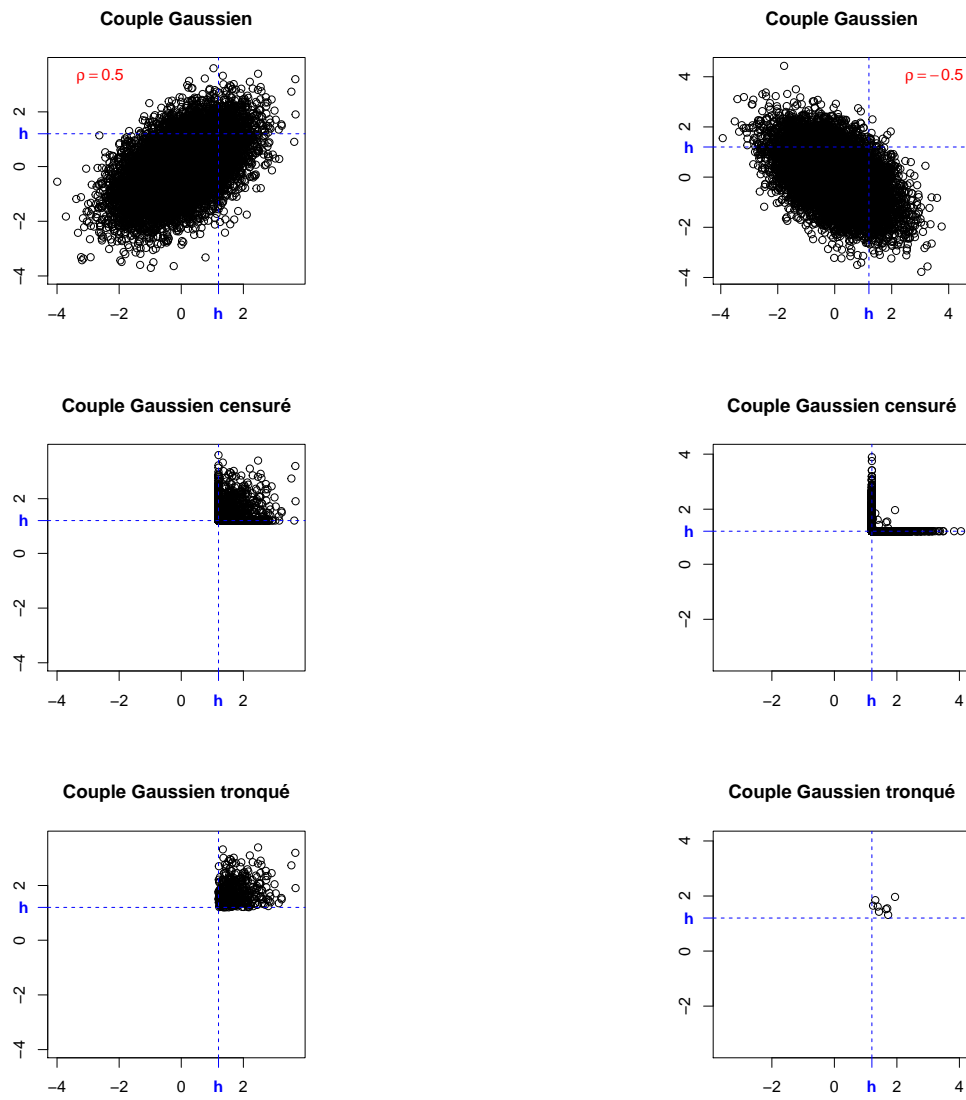 Couple Gaussien
ρ = 0.5
2
h
0
−2
−4
−4 −2 0 h 2
Couple Gaussien
ρ = −0.5
4
2
h
0
−2
−4
−4 −2 0 h 2 4
Couple Gaussien censuré
2
h
0
−2
−4
−4 −2 0 h 2
Couple Gaussien censuré
4
2
h
0
−2
−2 0 h 2 4
Couple Gaussien tronqué
2
h
0
−2
−4
−4 −2 0 h 2
Couple Gaussien tronqué
4
2
h
0
−2
−2 0 h 2 4